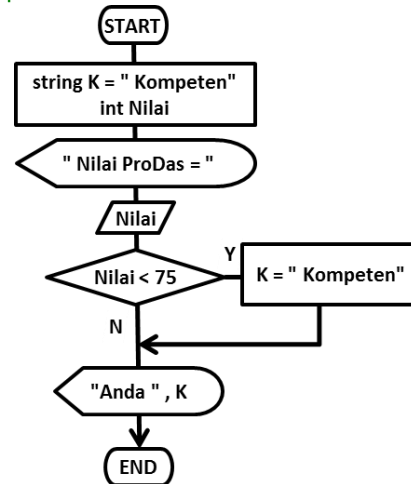 START
string K = " Kompeten"
int Nilai
" Nilai ProDas = "
Nilai
Nilai < 75
Y
K = " Kompeten"
N
"Anda " , K
END